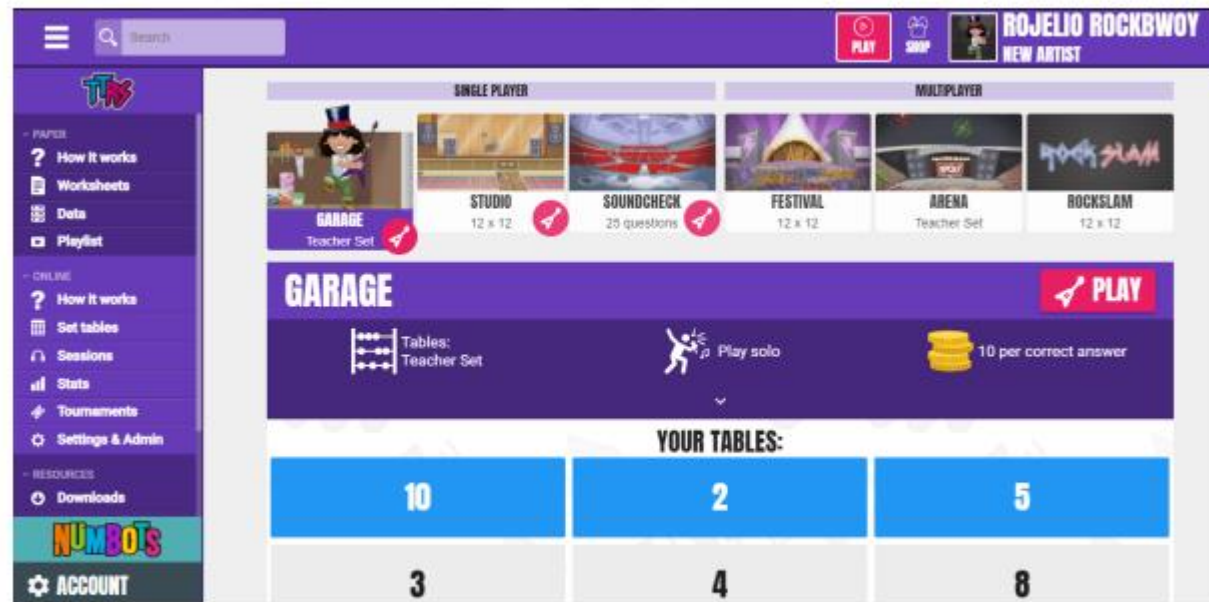 Search
PLAY
SHOP
ROJELIO ROCKBWOY
NEW ARTIST
TTRS
- PAPER
? How it works
Worksheets
Data
Playlist
- ONLINE
? How it works
Set tables
Sessions
Stats
Tournaments
Settings & Admin
- RESOURCES
Downloads
NUMBOTS
ACCOUNT
SINGLE PLAYER
MULTIPLAYER
GARAGE
Teacher Set
STUDIO
12 x 12
SOUNDCHECK
25 questions
FESTIVAL
12 x 12
ARENA
Teacher Set
ROCK SLAM
ROCKSLAM
12 x 12
GARAGE
PLAY
Tables:
Teacher Set
Play solo
10 per correct answer
YOUR TABLES:
10
2
5
3
4
8